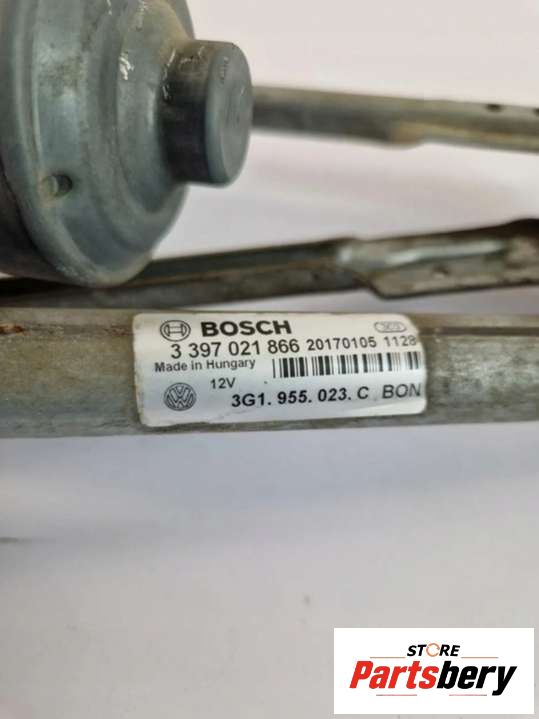 BOSCH
3 397 021 866 20170105 1128
Made in Hungary
12V
3G1. 955. 023. C BON
STORE
Partsbery